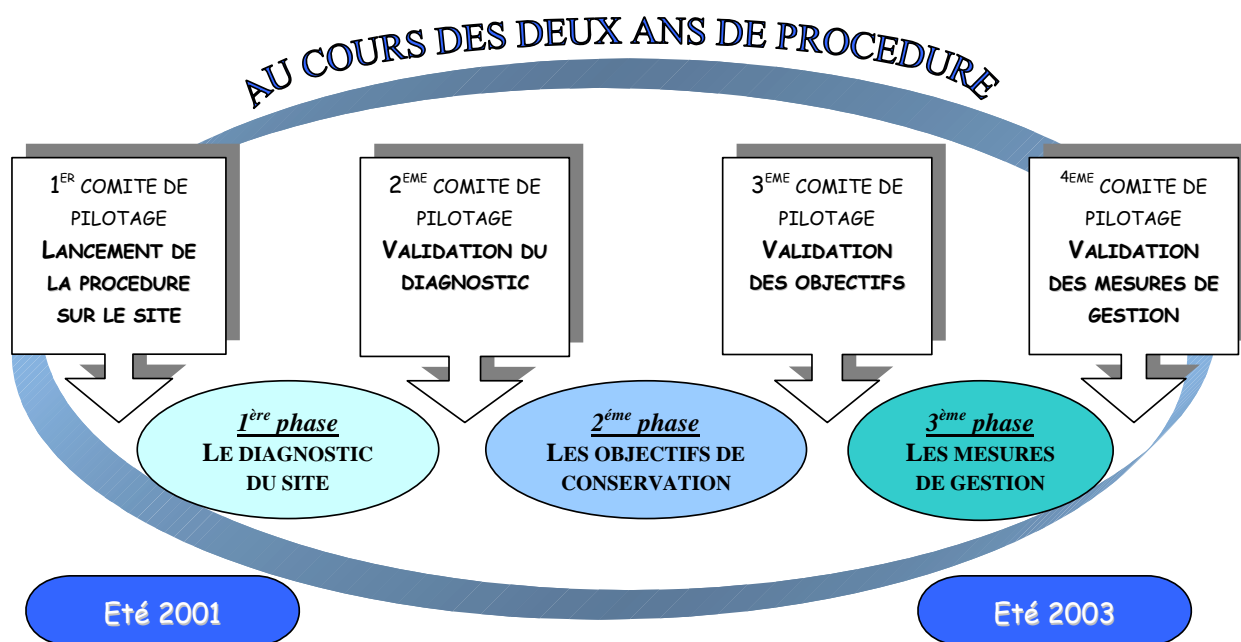 AU COURS DES DEUX ANS DE PROCEDURE
1ER COMITE DE
PILOTAGE
LANCEMENT DE
LA PROCEDURE
SUR LE SITE
2EME COMITE DE
PILOTAGE
VALIDATION DU
DIAGNOSTIC
3EME COMITE DE
PILOTAGE
VALIDATION
DES OBJECTIFS
4EME COMITE DE
PILOTAGE
VALIDATION
DES MESURES DE
GESTION
1ère phase
LE DIAGNOSTIC
DU SITE
2éme phase
LES OBJECTIFS DE
CONSERVATION
3ème phase
LES MESURES
DE GESTION
Eté 2001
Eté 2003